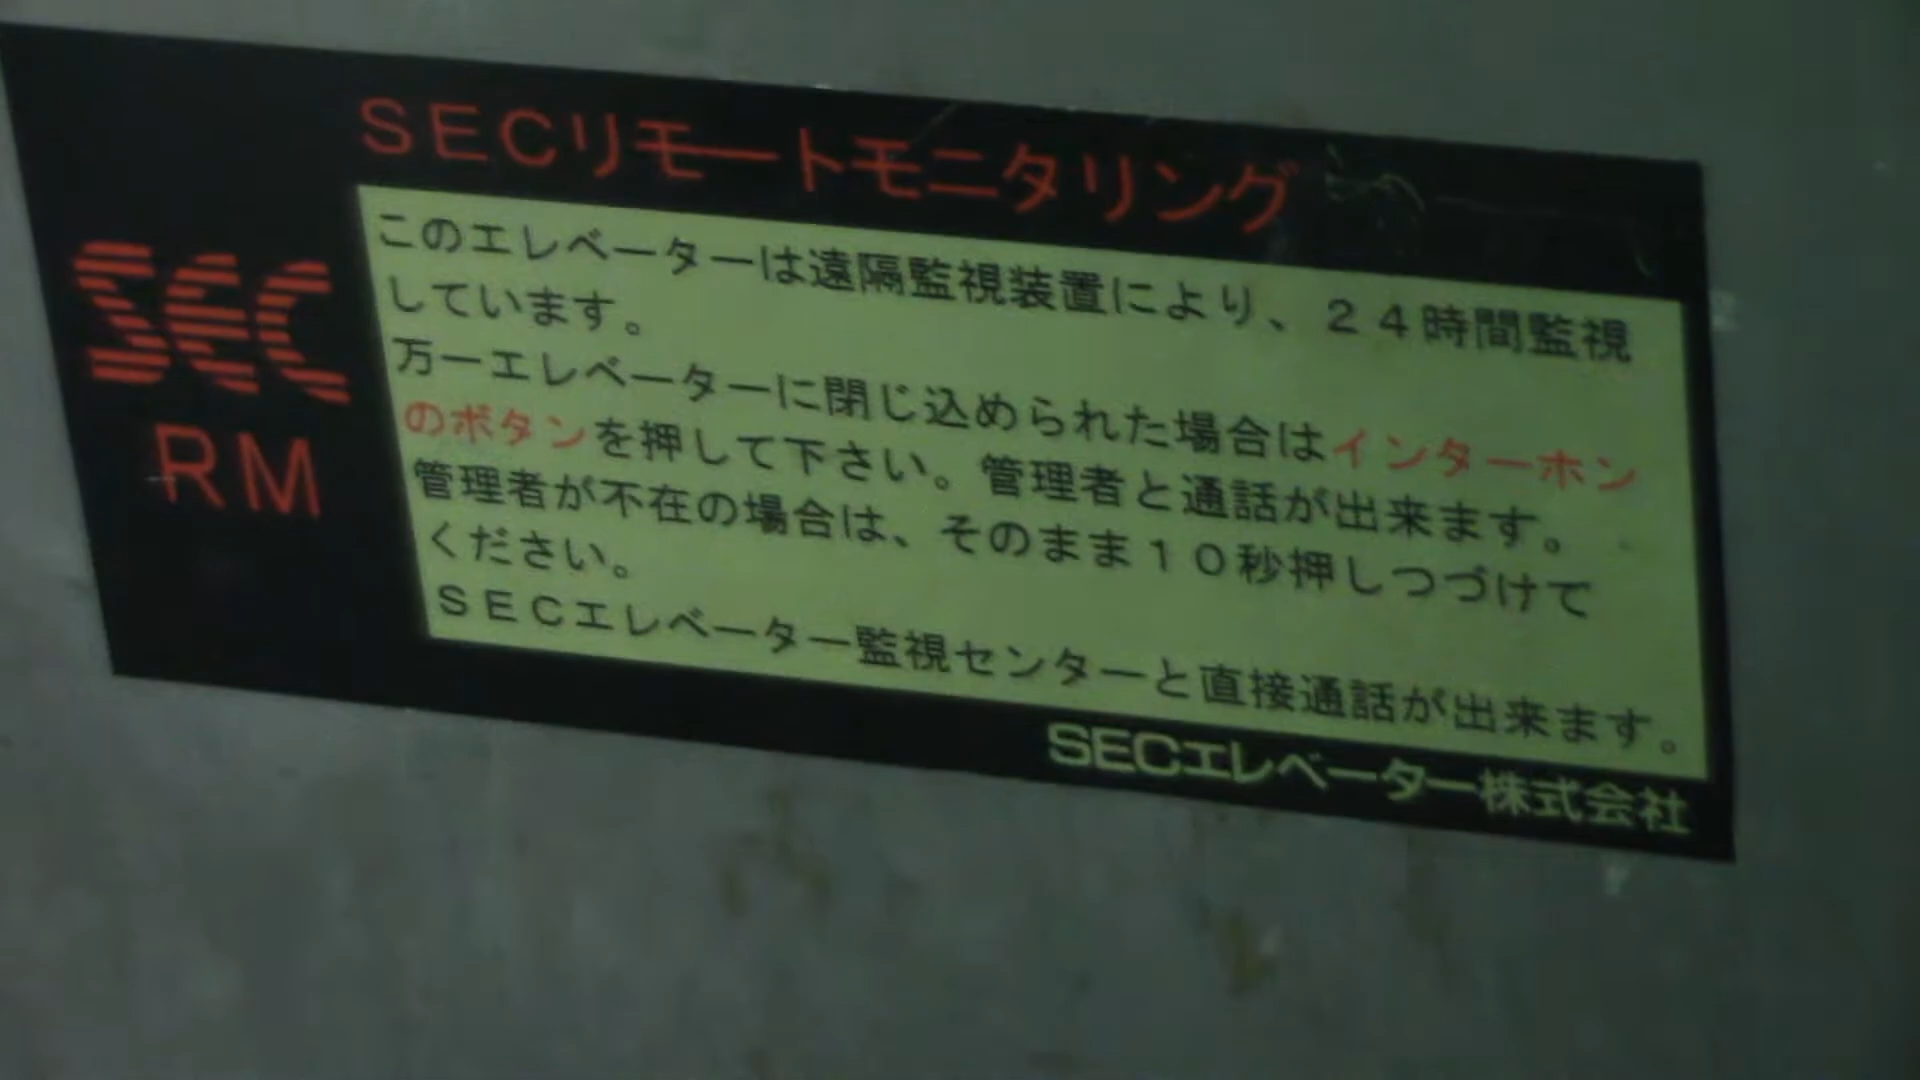 SECリモートモニタリング
sec
RM
このエレベーターは遠隔監視装置により、24時間監視
しています。
万一エレベーターに閉じ込められた場合はインターホン
のボタンを押して下さい。管理者と通話が出来ます。
管理者が不在の場合は、そのまま10秒押しつづけて
ください。
SECエレベーター監視センターと直接通話が出来ます。
SECエレベーター株式会社